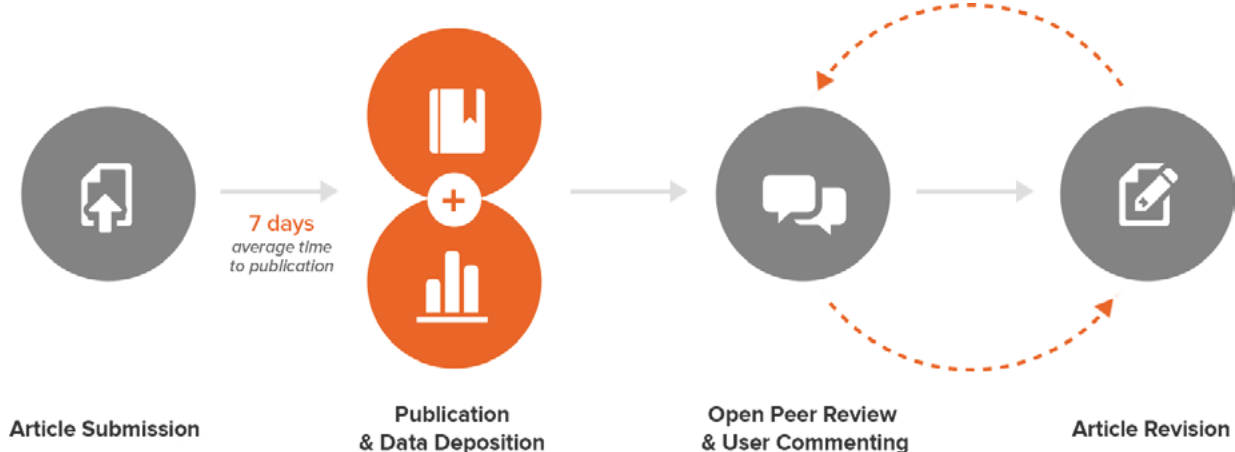 7 days
average time
to publication
Article Submission
Publication
& Data Deposition
Open Peer Review
& User Commenting
Article Revision